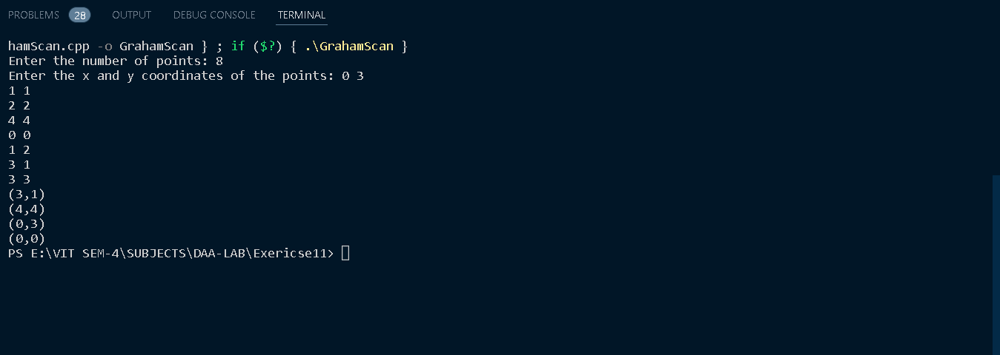 PROBLEMS 28 OUTPUT DEBUG CONSOLE TERMINAL
hamScan.cpp -o GrahamScan } ; if ($?) { .\GrahamScan }
Enter the number of points: 8
Enter the x and y coordinates of the points: 0 3
1 1
2 2
4 4
0 0
1 2
3 1
3 3
(3,1)
(4,4)
(0,3)
(0,0)
PS E:\VIT SEM-4\SUBJECTS\DAA-LAB\Exericse11>